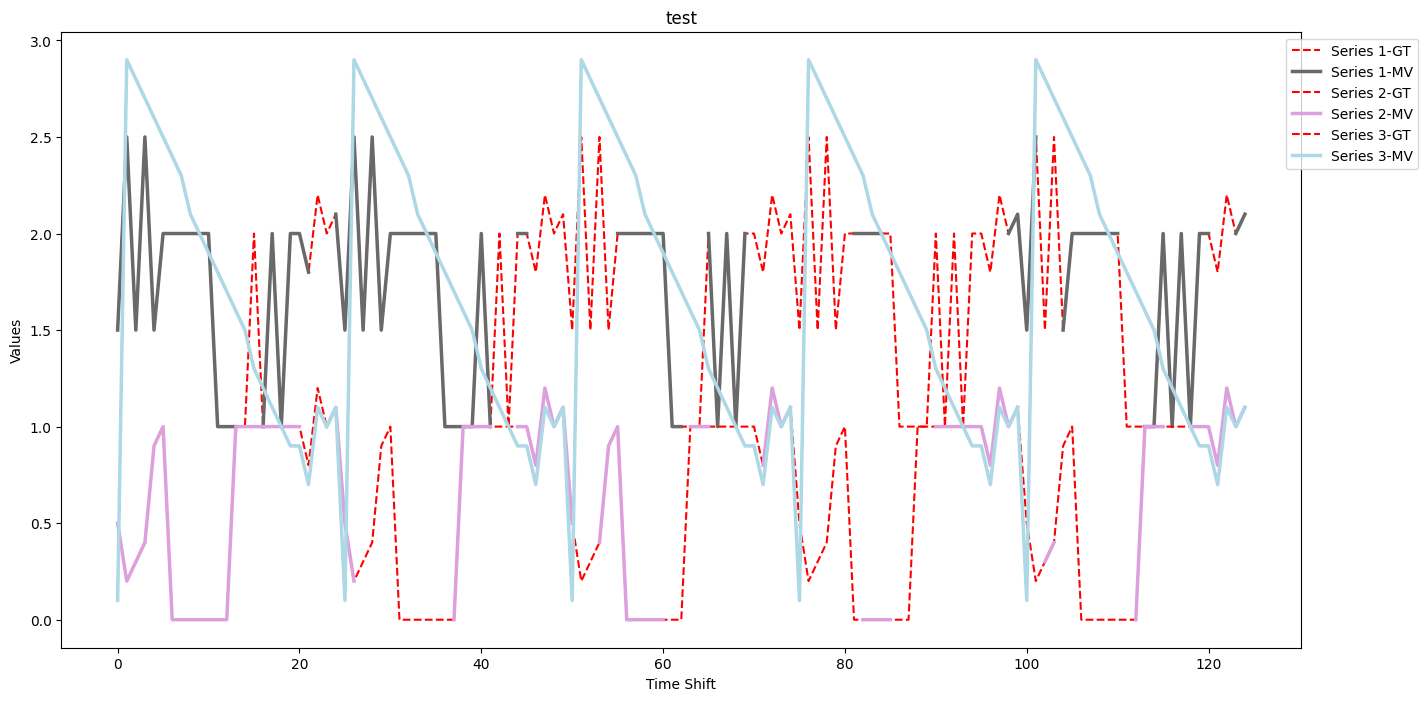 test
3.0
2.5
2.0
1.5
1.0
0.5
0.0
Values
0 20 40 60 80 100 120
Time Shift
Series 1-GT
Series 1-MV
Series 2-GT
Series 2-MV
Series 3-GT
Series 3-MV